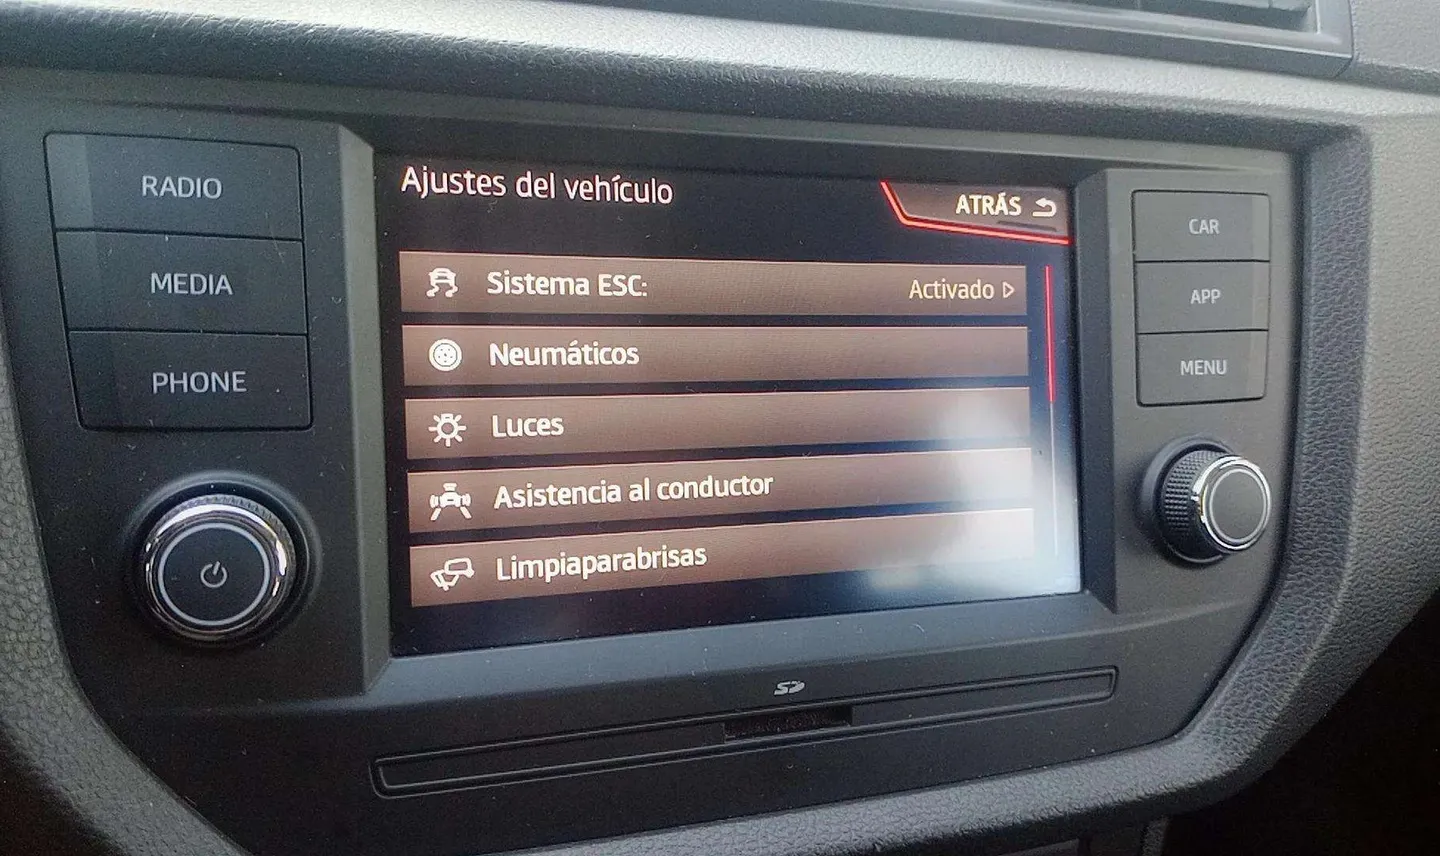 RADIO
MEDIA
PHONE
Ajustes del vehículo
ATRÁS
Sistema ESC: Activado
Neumáticos
Luces
Asistencia al conductor
Limpiaparabrisas
CAR
APP
MENU
SD